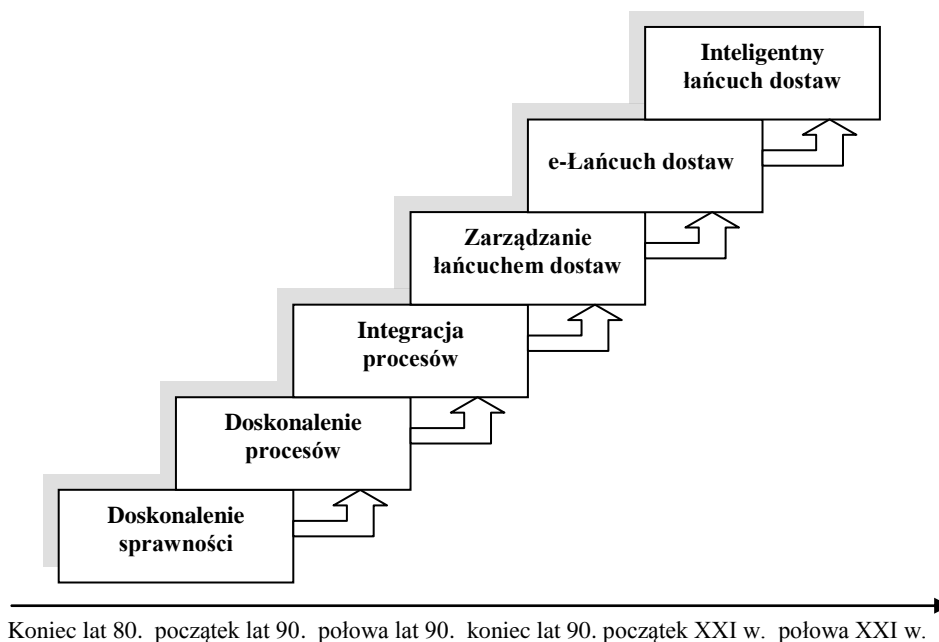 Inteligentny
łańcuch dostaw
e-Łańcuch dostaw
Zarządzanie
łańcuchem dostaw
Integracja
procesów
Doskonalenie
procesów
Doskonalenie
sprawności
Koniec lat 80. początek lat 90. połowa lat 90. koniec lat 90. początek XXI w. połowa XXI w.